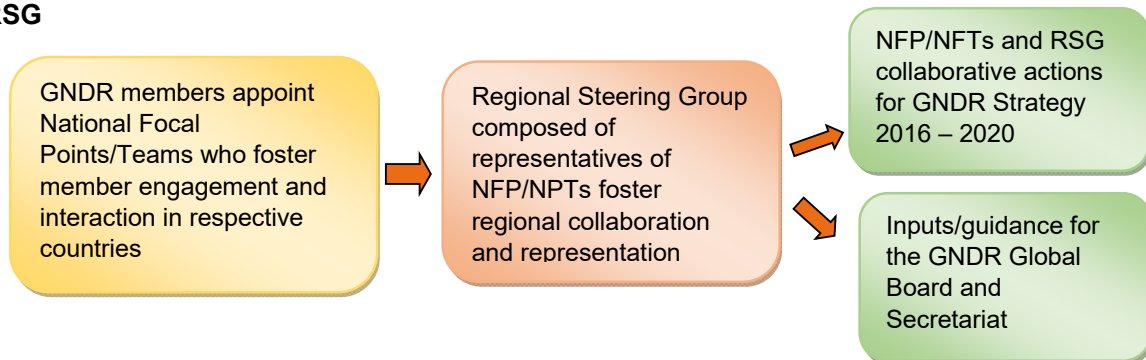 RSG
GNDR members appoint
National Focal
Points/Teams who foster
member engagement and
interaction in respective
countries
Regional Steering Group
composed of
representatives of
NFP/NPTs foster
regional collaboration
and representation
NFP/NFTs and RSG
collaborative actions
for GNDR Strategy
2016 – 2020
Inputs/guidance for
the GNDR Global
Board and
Secretariat